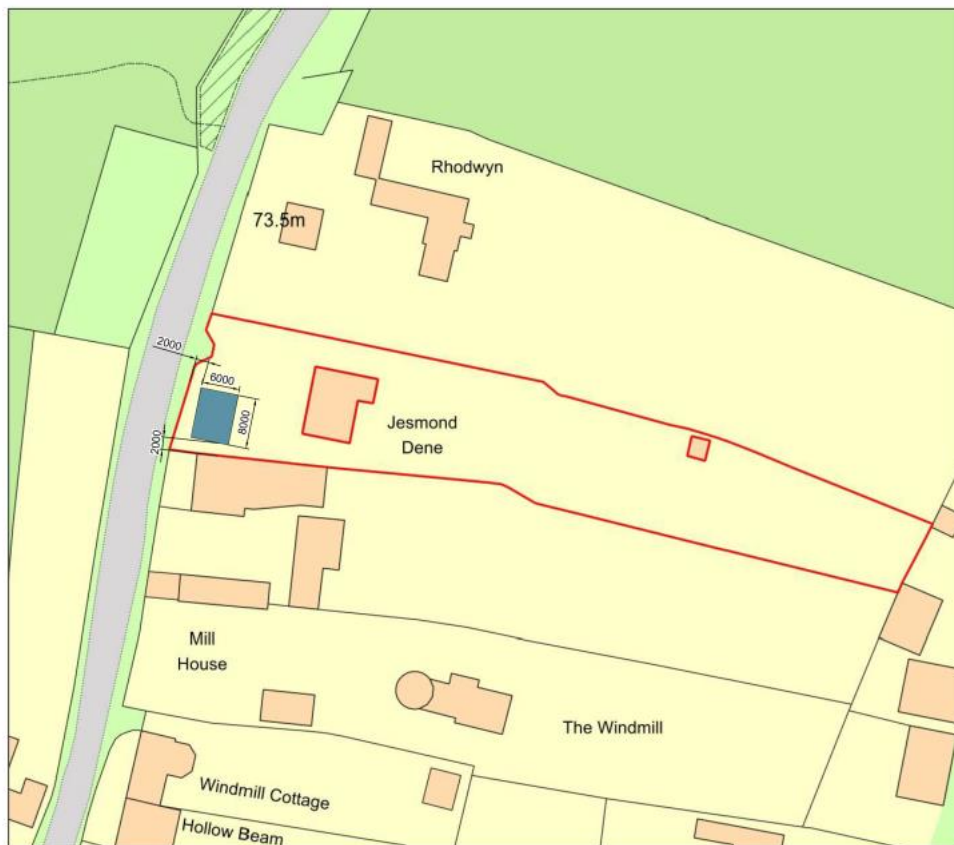 Rhodwyn
73.5m
2000
6000
8000
2000
Jesmond
Dene
Mill
House
The Windmill
Windmill Cottage
Hollow Beam